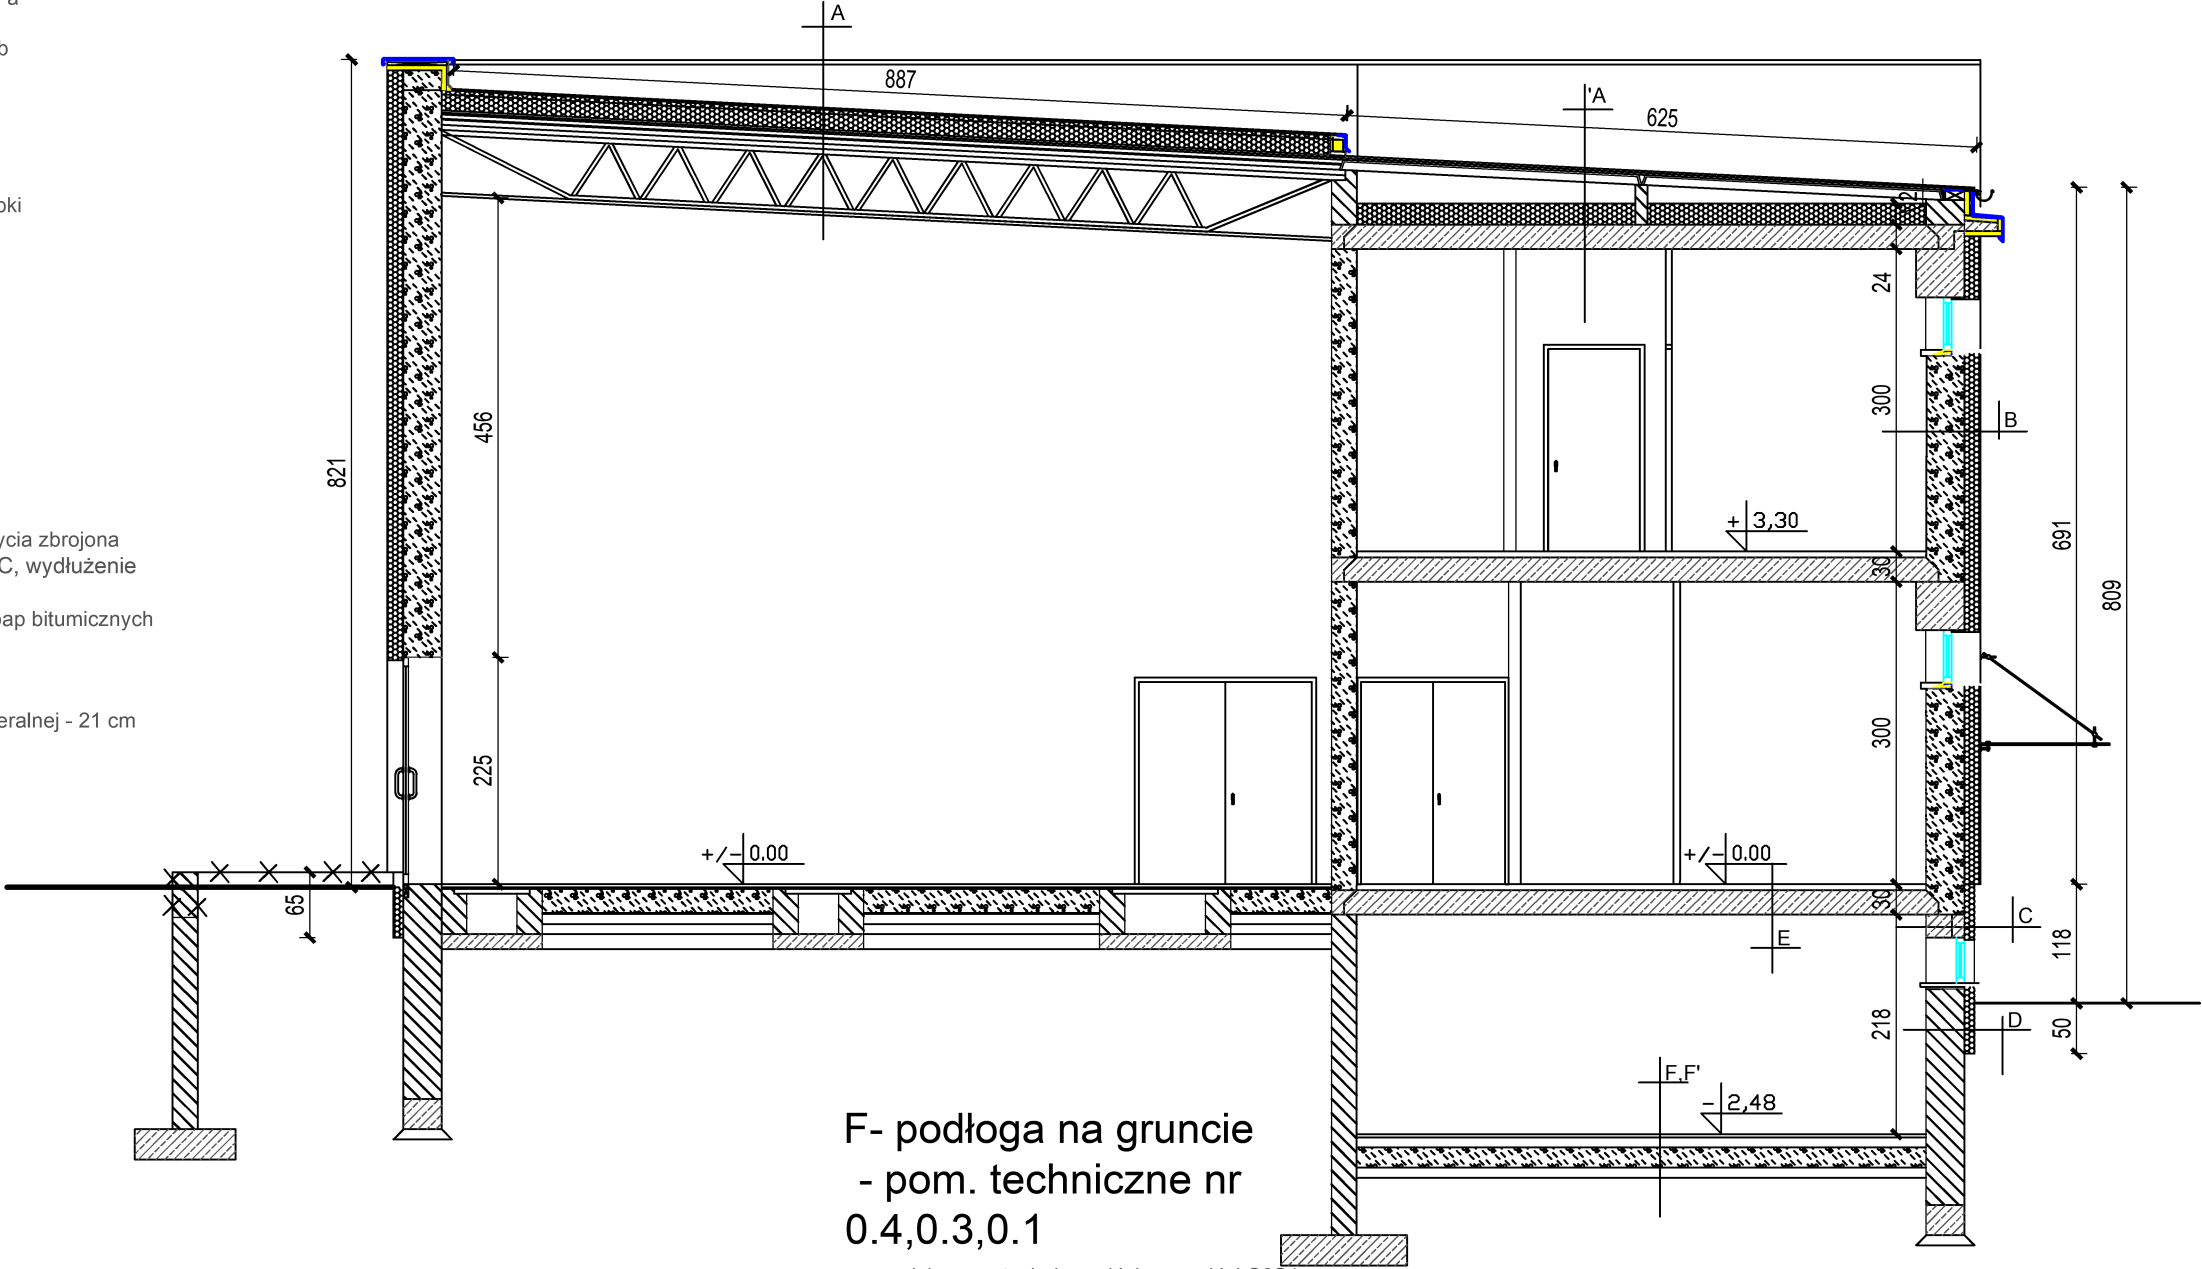 a
b
oki
ycia zbrojona
C, wydłużenie
pap bitumicznych
eralnej - 21 cm
A
887
'A
625
821
456
225
65
+/- 0.00
2
24
300
+ 3,30
30
300
+/- 0.00
30
218
- 2,48
B
C
D
E
F,F'
691
809
118
50
F- podłoga na gruncie
- pom. techniczne nr
0.4,0.3,0.1